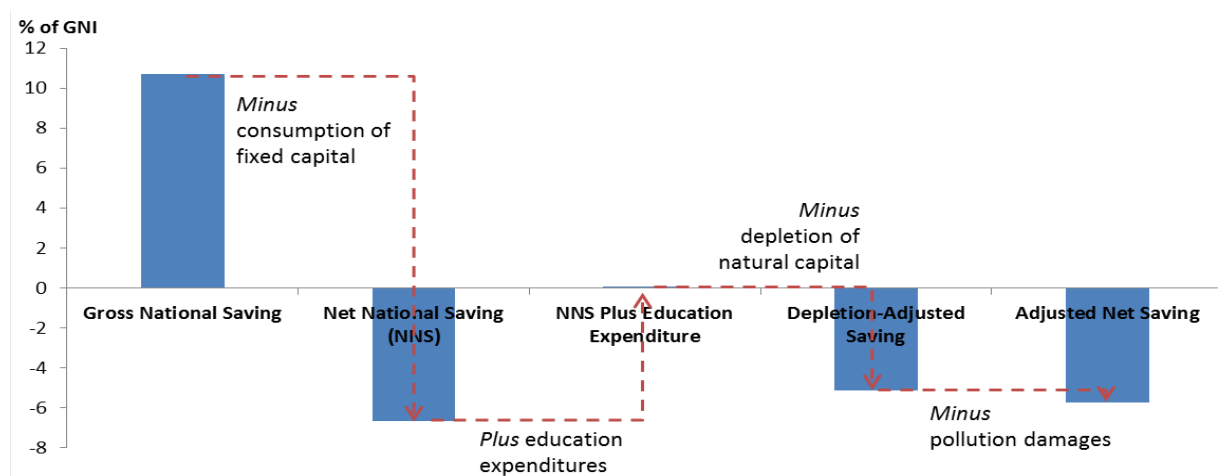 % of GNI
12
10
8
6
4
2
0
-2
-4
-6
-8
Minus
consumption of
fixed capital
Minus
depletion of
natural capital
Gross National Saving
Net National Saving
(NNS)
NNS Plus Education
Expenditure
Depletion-Adjusted
Saving
Adjusted Net Saving
Plus education
expenditures
Minus
pollution damages